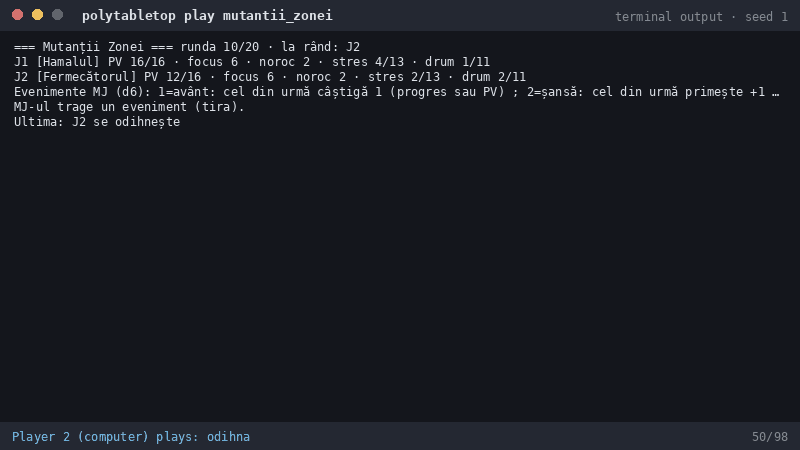 polytabletop play mutantii_zonei
terminal output · seed 1
=== Mutanții Zonei === runda 10/20 · la rând: J2
J1 [Hamalul] PV 16/16 · focus 6 · noroc 2 · stres 4/13 · drum 1/11
J2 [Fermecătorul] PV 12/16 · focus 6 · noroc 2 · stres 2/13 · drum 2/11
Evenimente MJ (d6): 1=avânt: cel din urmă câștigă 1 (progres sau PV) ; 2=șansă: cel din urmă primește +1 …
MJ-ul trage un eveniment (tira).
Ultima: J2 se odihnește
Player 2 (computer) plays: odihna
50/98